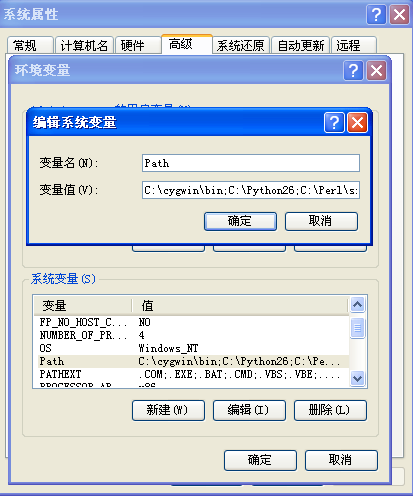 系统属性
常规 计算机名 硬件 高级 系统还原 自动更新 远程
环境变量
编辑系统变量
变量名(N): Path
变量值(V): C:\cygwin\bin;C:\Python26;C:\Perl\s
确定 取消
系统变量(S)
变量 值
FP_NO_HOST_C... NO
NUMBER_OF_PR... 4
OS Windows_NT
Path C:\cygwin\bin;C:\Python26;C:\Pe...
PATHEXT .COM;.EXE;.BAT;.CMD;.VBS;.VBE;....
PROCESSOR_AR... x86
新建(W) 编辑(I) 删除(L)
确定 取消